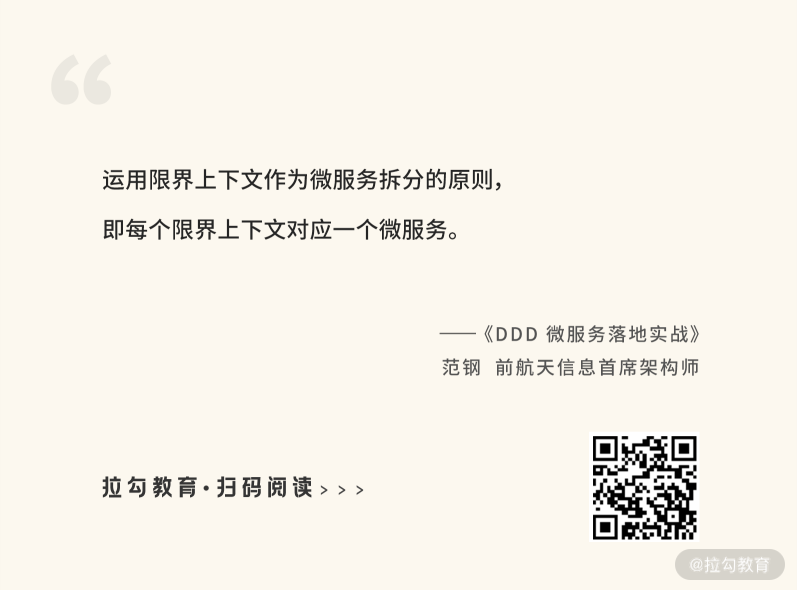 “
运用限界上下文作为微服务拆分的原则，
即每个限界上下文对应一个微服务。
——《DDD 微服务落地实战》
范钢 前航天信息首席架构师
拉勾教育·扫码阅读>>>
@拉勾教育